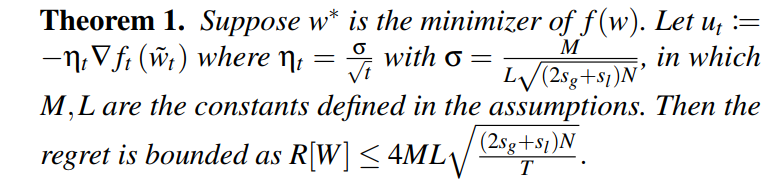 Theorem 1. Suppose w* is the minimizer of f(w). Let u_t :=
−η_t∇f_t (w̃_t) where η_t = σ/√t with σ = M/(L√((2s_g+s_l)N)), in which
M,L are the constants defined in the assumptions. Then the
regret is bounded as R[W] ≤ 4ML√((2s_g+s_l)N/T).